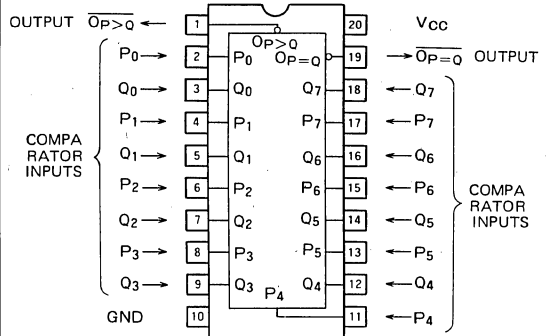 OUTPUT OP>Q 1 20 VCC
OP>Q
P0 2 P0 OP=Q 19 OP=Q OUTPUT
Q0 3 Q0 Q7 18 Q7
P1 4 P1 P7 17 P7
Q1 5 Q1 Q6 16 Q6
P2 6 P2 P6 15 P6
Q2 7 Q2 Q5 14 Q5
P3 8 P3 P5 13 P5
Q3 9 Q3 Q4 12 Q4
GND 10 P4 11 P4
COMPA
RATOR
INPUTS
COMPA
RATOR
INPUTS